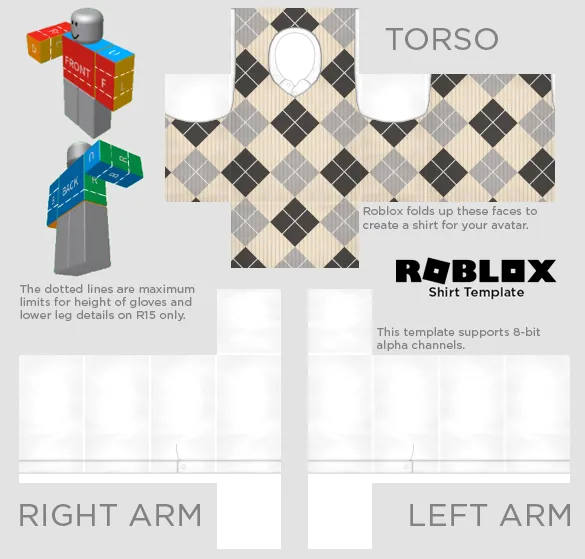 TORSO
FRONT
F
L
R
U
BACK
U
R
B
B
Roblox folds up these faces to
create a shirt for your avatar.
ROBLOX
Shirt Template
The dotted lines are maximum
limits for height of gloves and
lower leg details on R15 only.
This template supports 8-bit
alpha channels.
RIGHT ARM
LEFT ARM